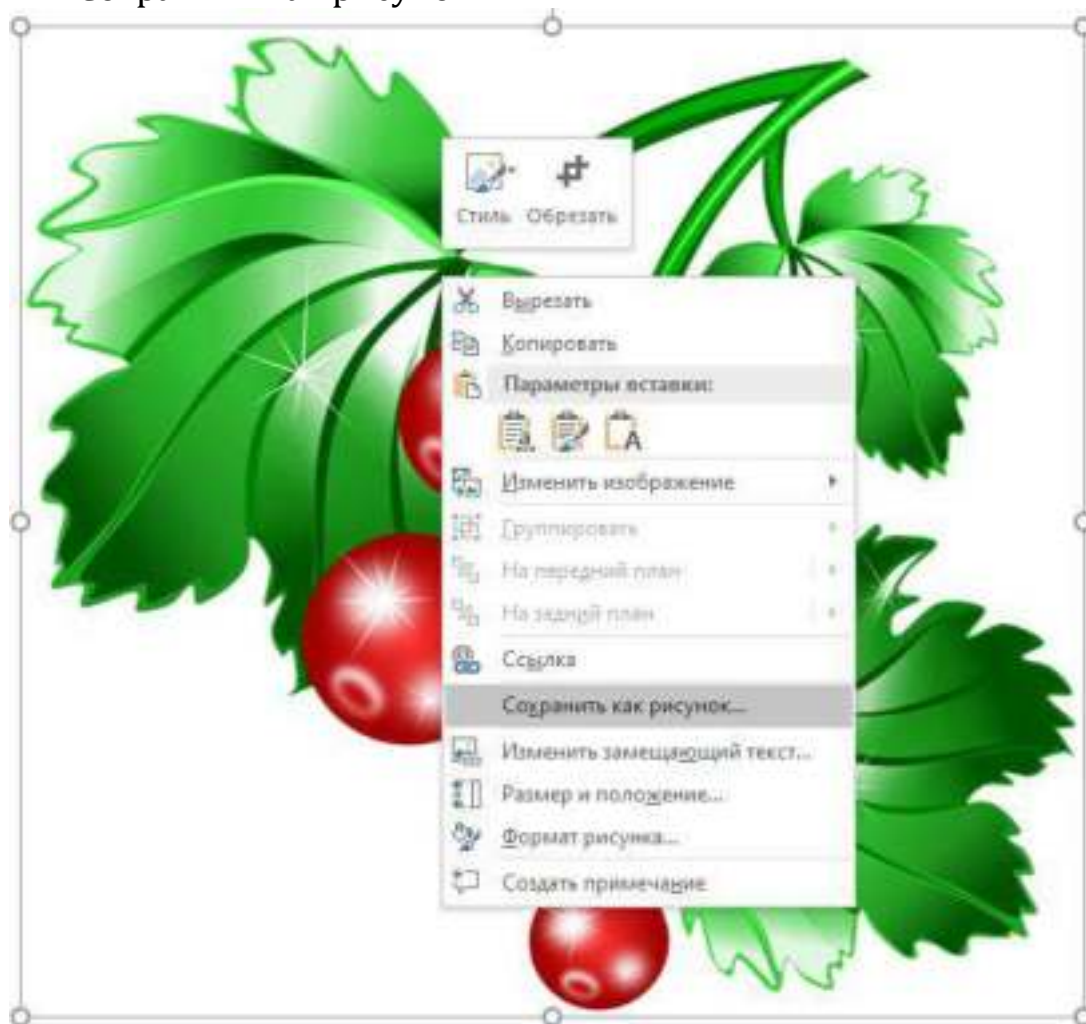 Стиль Обрезать
Вырезать
Копировать
Параметры вставки:
Изменить изображение
Группировать
На передний план
На задний план
Ссылка
Сохранить как рисунок...
Изменить замещающий текст...
Размер и положение...
Формат рисунка...
Создать примечание